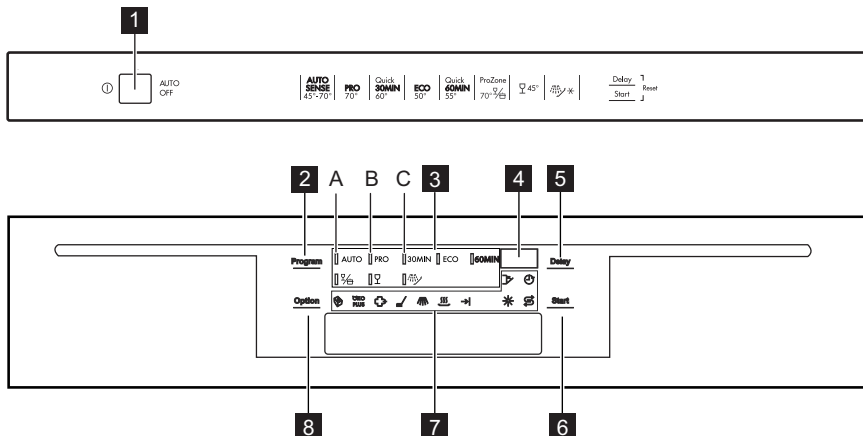 1
AUTO
OFF
AUTO
SENSE
45°-70°
PRO
70°
Quick
30MIN
60°
ECO
50°
Quick
60MIN
55°
ProZone
70°
45°
Delay
Start
Reset
2 A B C 3 4 5
Program
AUTO PRO 30MIN ECO 60MIN
Delay
Option
ÖKO
PLUS
Start
8 7 6